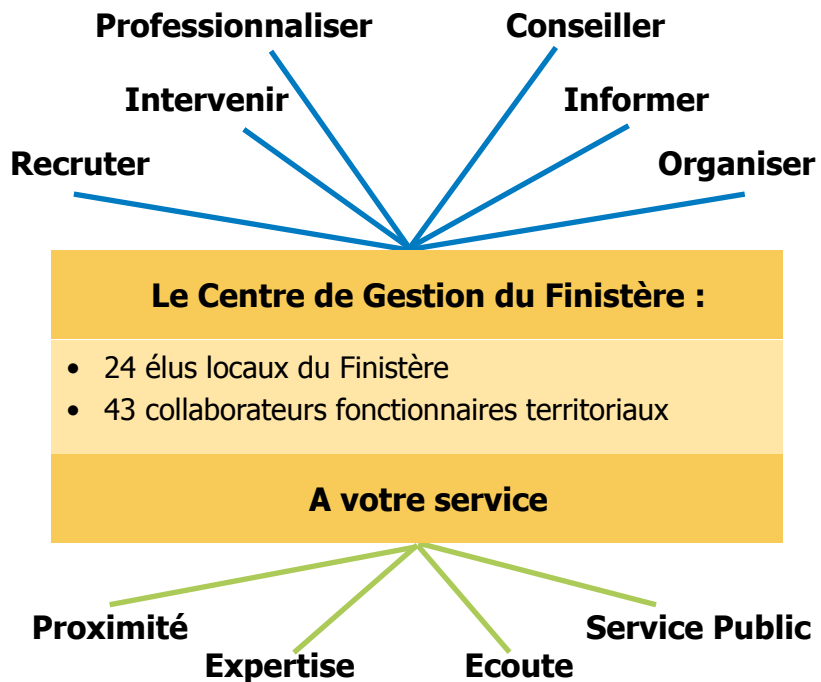 Professionnaliser
Conseiller
Intervenir
Informer
Recruter
Organiser
Le Centre de Gestion du Finistère :
• 24 élus locaux du Finistère
• 43 collaborateurs fonctionnaires territoriaux
A votre service
Proximité
Service Public
Expertise
Ecoute